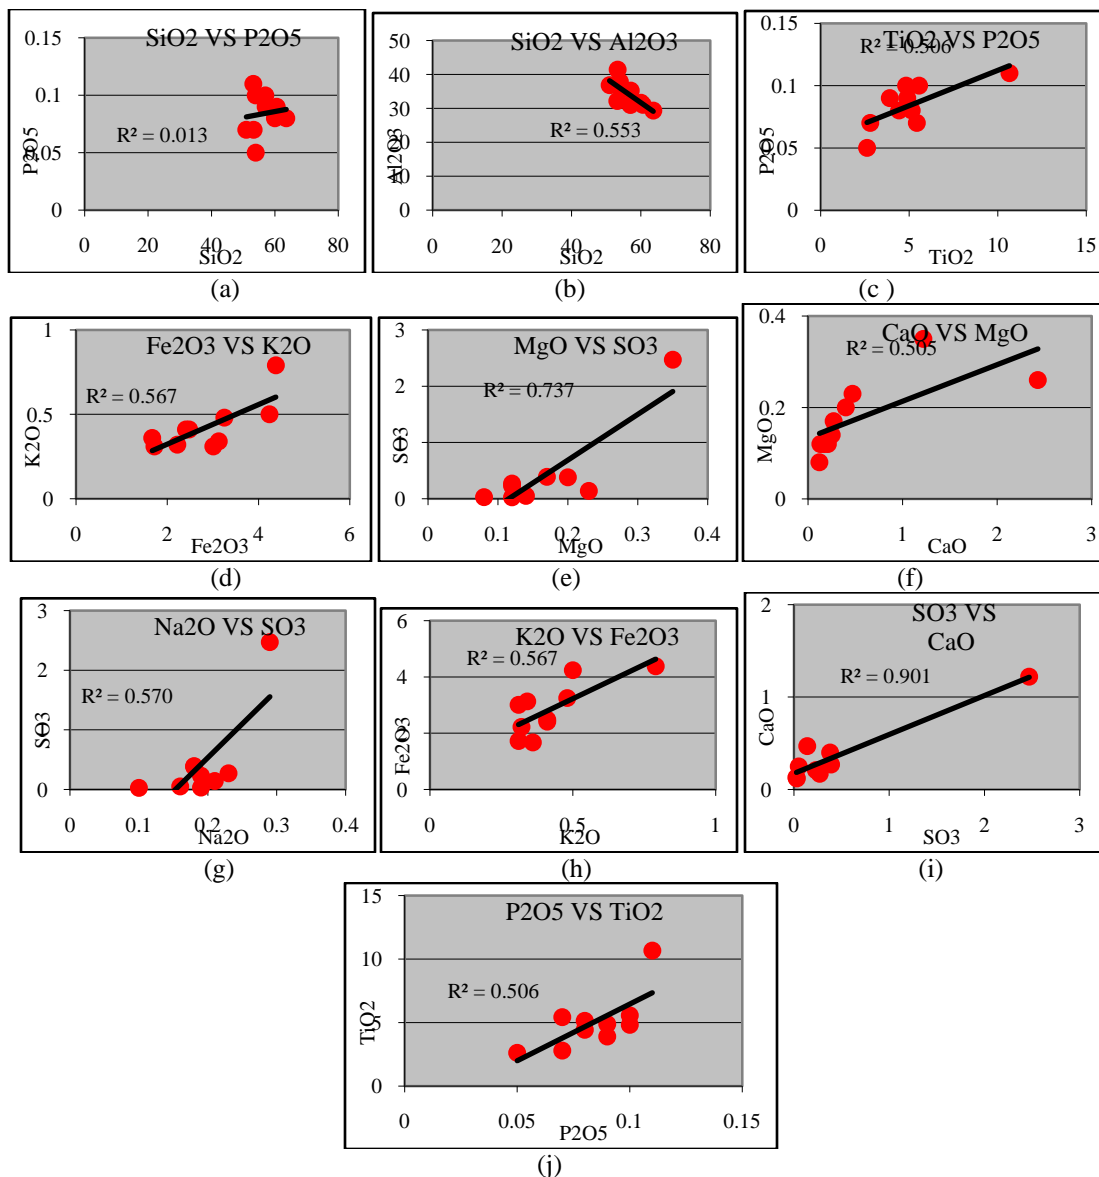 SiO2 VS P2O5
0.15
0.1
0.05
0
R² = 0.013
P2O5
0 20 40 60 80
SiO2
(a)
SiO2 VS Al2O3
50
40
30
20
10
0
R² = 0.553
Al2O3
0 20 40 60 80
SiO2
(b)
TiO2 VS P2O5
R² = 0.506
0.15
0.1
0.05
0
P2O5
0 5 10 15
TiO2
(c )
Fe2O3 VS K2O
1
0.5
0
R² = 0.567
K2O
0 2 4 6
Fe2O3
(d)
MgO VS SO3
3
2
1
0
R² = 0.737
SO3
0 0.1 0.2 0.3 0.4
MgO
(e)
CaO VS MgO
R² = 0.505
0.4
0.2
0
MgO
0 1 2 3
CaO
(f)
Na2O VS SO3
3
2
1
0
R² = 0.570
SO3
0 0.1 0.2 0.3 0.4
Na2O
(g)
K2O VS Fe2O3
R² = 0.567
6
4
2
0
Fe2O3
0 0.5 1
K2O
(h)
SO3 VS
CaO
2
1
0
R² = 0.901
CaO
0 1 2 3
SO3
(i)
P2O5 VS TiO2
15
10
5
0
R² = 0.506
TiO2
0 0.05 0.1 0.15
P2O5
(j)